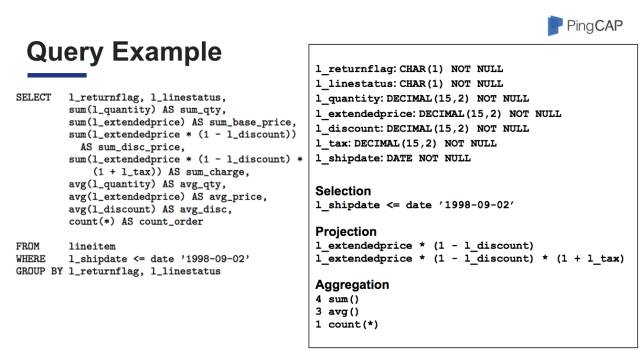 PingCAP
Query Example
SELECT l_returnflag, l_linestatus,
sum(l_quantity) AS sum_qty,
sum(l_extendedprice) AS sum_base_price,
sum(l_extendedprice * (1 - l_discount))
AS sum_disc_price,
sum(l_extendedprice * (1 - l_discount) *
(1 + l_tax)) AS sum_charge,
avg(l_quantity) AS avg_qty,
avg(l_extendedprice) AS avg_price,
avg(l_discount) AS avg_disc,
count(*) AS count_order
FROM lineitem
WHERE l_shipdate <= date '1998-09-02'
GROUP BY l_returnflag, l_linestatus
l_returnflag: CHAR(1) NOT NULL
l_linestatus: CHAR(1) NOT NULL
l_quantity: DECIMAL(15,2) NOT NULL
l_extendedprice: DECIMAL(15,2) NOT NULL
l_discount: DECIMAL(15,2) NOT NULL
l_tax: DECIMAL(15,2) NOT NULL
l_shipdate: DATE NOT NULL
Selection
l_shipdate <= date '1998-09-02'
Projection
l_extendedprice * (1 - l_discount)
l_extendedprice * (1 - l_discount) * (1 + l_tax)
Aggregation
4 sum()
3 avg()
1 count(*)